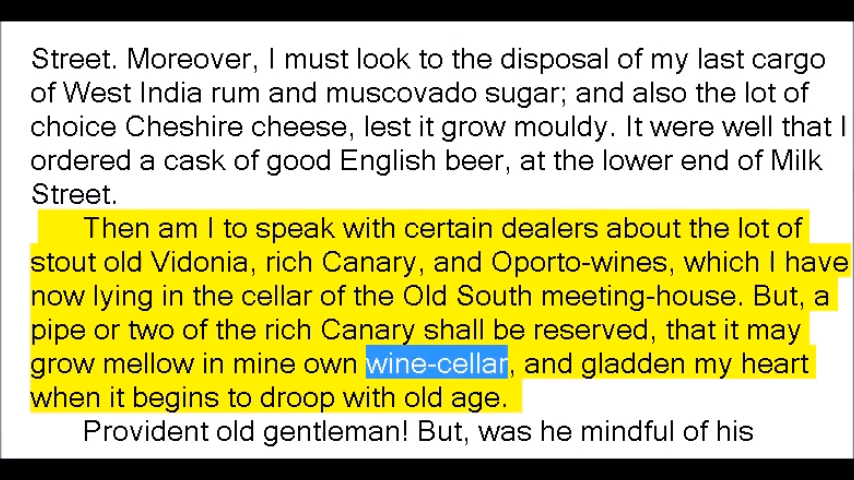 Street. Moreover, I must look to the disposal of my last cargo
of West India rum and muscovado sugar; and also the lot of
choice Cheshire cheese, lest it grow mouldy. It were well that I
ordered a cask of good English beer, at the lower end of Milk
Street.
Then am I to speak with certain dealers about the lot of
stout old Vidonia, rich Canary, and Oporto-wines, which I have
now lying in the cellar of the Old South meeting-house. But, a
pipe or two of the rich Canary shall be reserved, that it may
grow mellow in mine own wine-cellar, and gladden my heart
when it begins to droop with old age.
Provident old gentleman! But, was he mindful of his